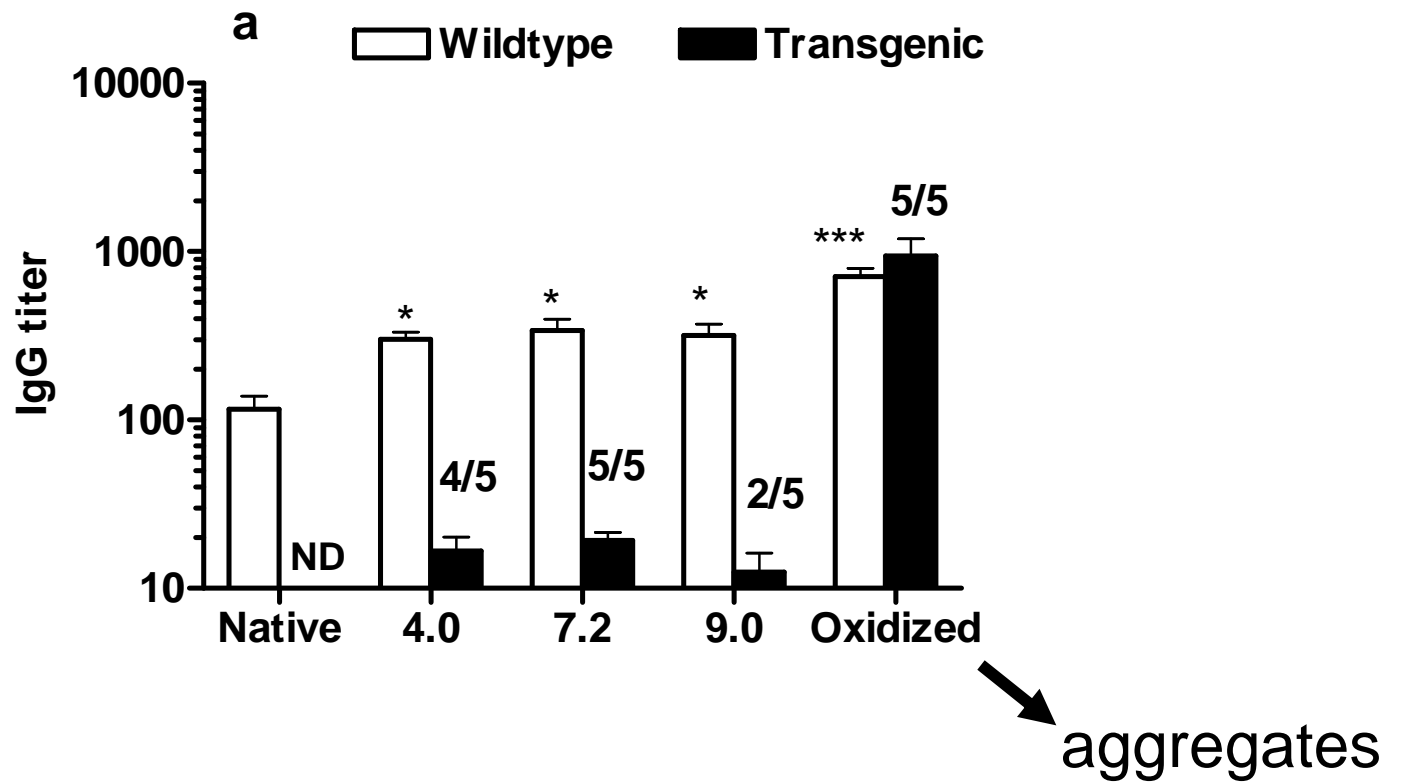 a
Wildtype Transgenic
10000
1000
100
10
IgG titer
ND
*
4/5
*
5/5
*
2/5
***
5/5
Native 4.0 7.2 9.0 Oxidized
aggregates